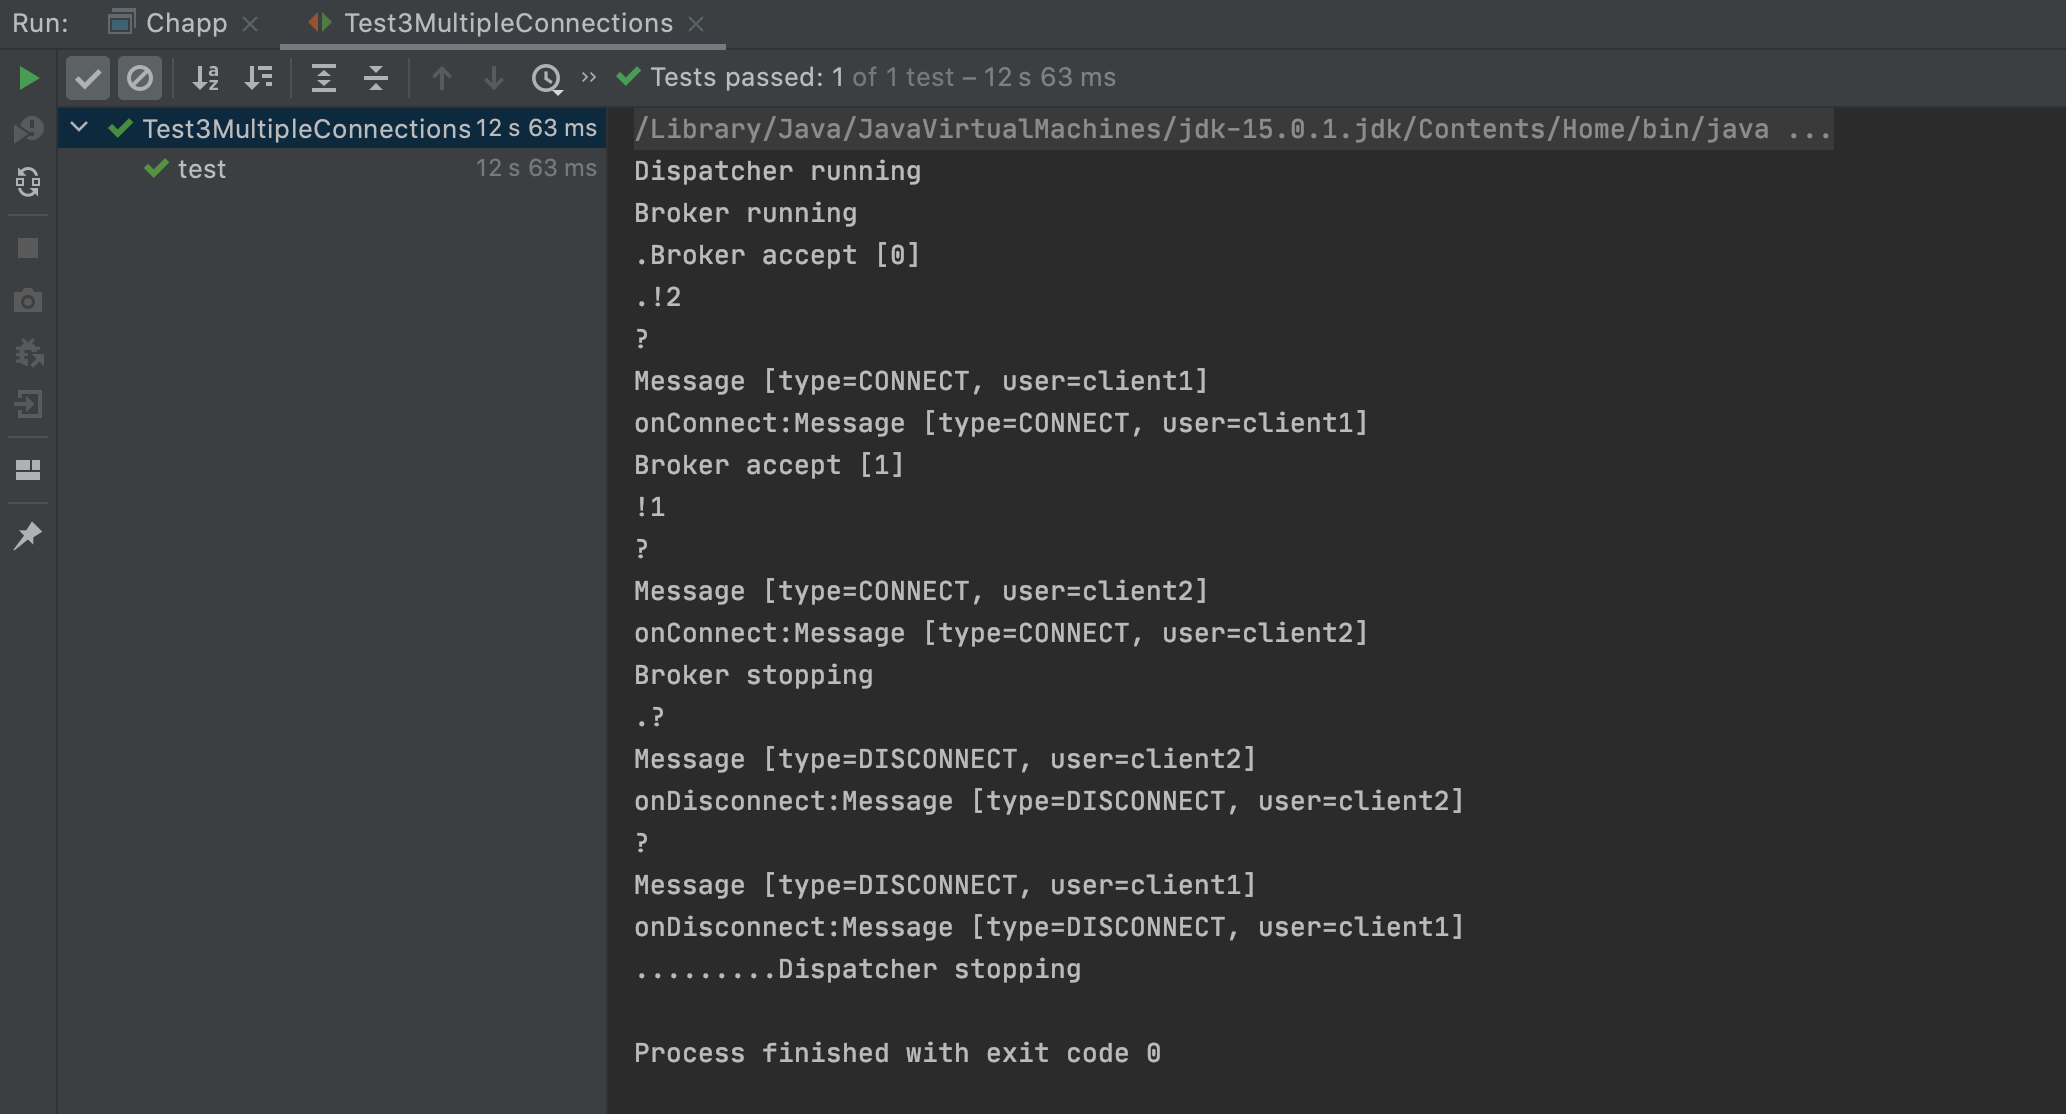 Run: Chapp Test3MultipleConnections
Tests passed: 1 of 1 test – 12 s 63 ms
Test3MultipleConnections 12 s 63 ms
test 12 s 63 ms
/Library/Java/JavaVirtualMachines/jdk-15.0.1.jdk/Contents/Home/bin/java ...
Dispatcher running
Broker running
.Broker accept [0]
.!2
?
Message [type=CONNECT, user=client1]
onConnect:Message [type=CONNECT, user=client1]
Broker accept [1]
!1
?
Message [type=CONNECT, user=client2]
onConnect:Message [type=CONNECT, user=client2]
Broker stopping
.?
Message [type=DISCONNECT, user=client2]
onDisconnect:Message [type=DISCONNECT, user=client2]
?
Message [type=DISCONNECT, user=client1]
onDisconnect:Message [type=DISCONNECT, user=client1]
.........Dispatcher stopping
Process finished with exit code 0